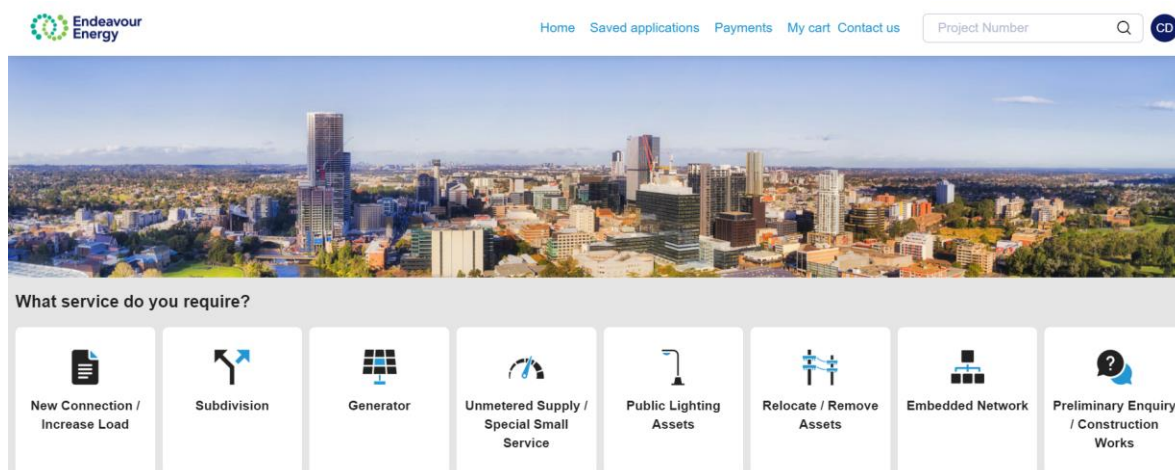 Endeavour
Energy
Home Saved applications Payments My cart Contact us Project Number CD
What service do you require?
New Connection /
Increase Load
Subdivision
Generator
Unmetered Supply /
Special Small
Service
Public Lighting
Assets
Relocate / Remove
Assets
Embedded Network
Preliminary Enquiry
/ Construction
Works